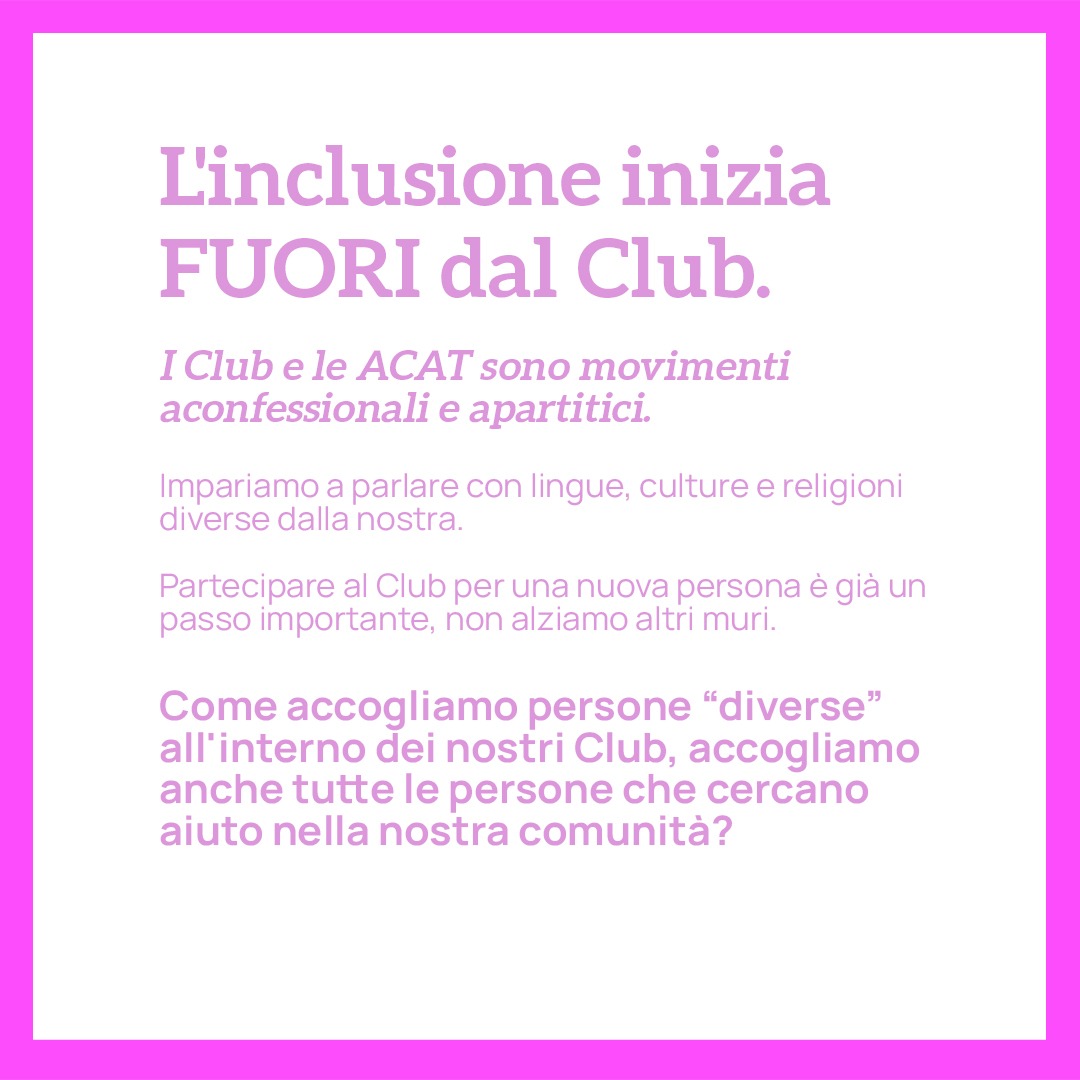 L'inclusione inizia
FUORI dal Club.
I Club e le ACAT sono movimenti
aconfessionali e apartitici.
Impariamo a parlare con lingue, culture e religioni
diverse dalla nostra.
Partecipare al Club per una nuova persona è già un
passo importante, non alziamo altri muri.
Come accogliamo persone “diverse”
all'interno dei nostri Club, accogliamo
anche tutte le persone che cercano
aiuto nella nostra comunità?